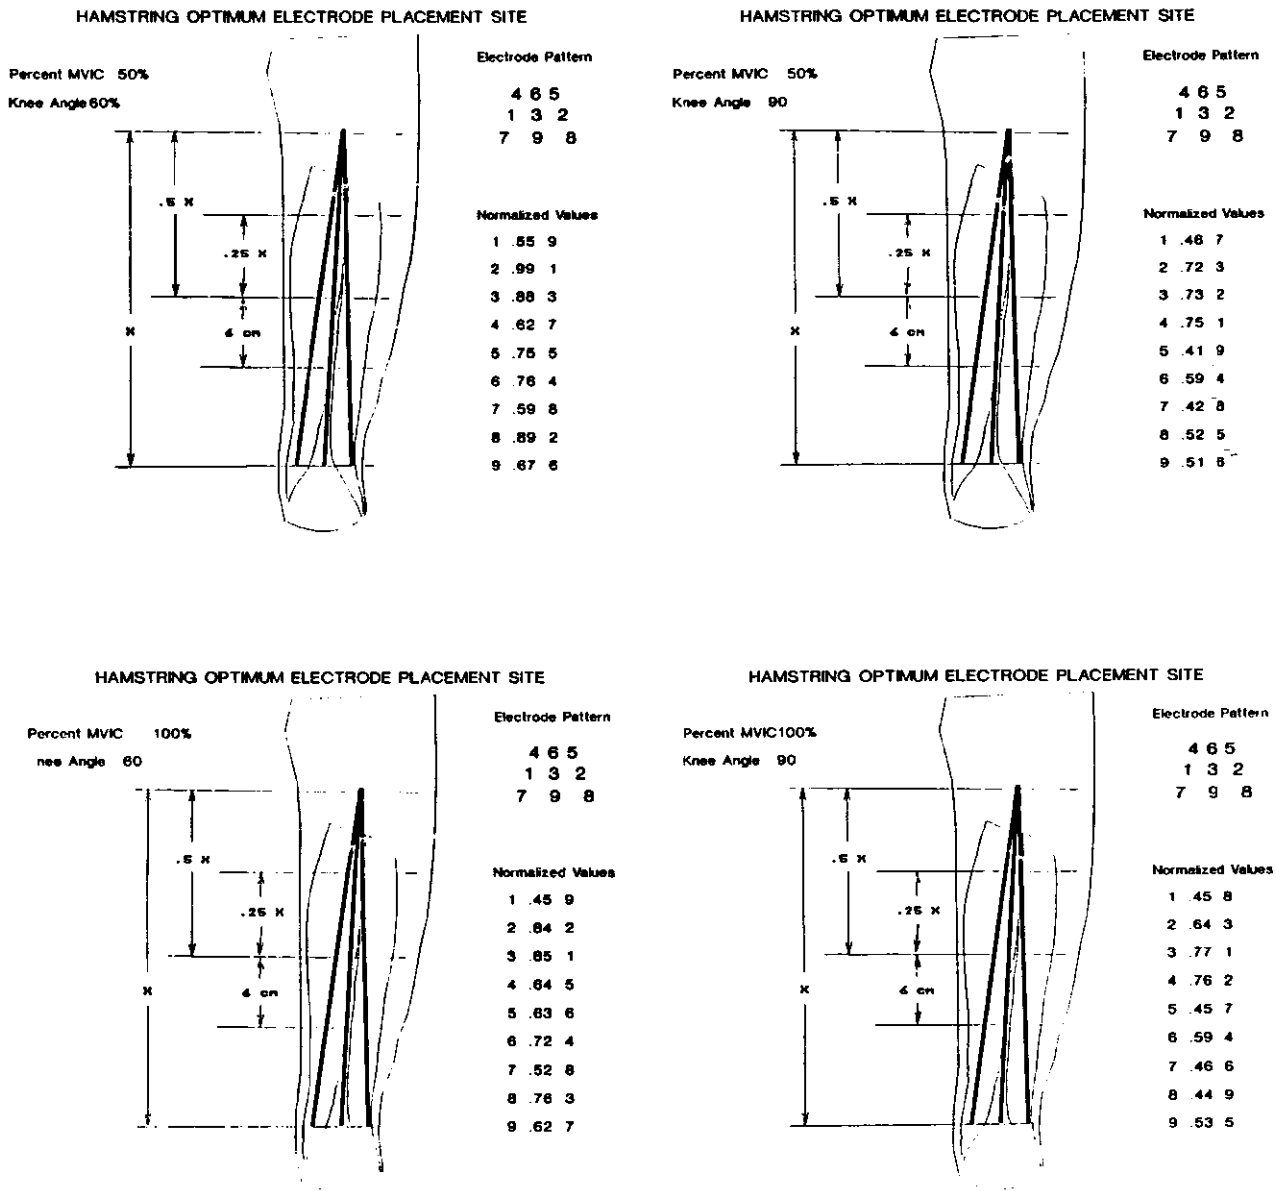 HAMSTRING OPTIMUM ELECTRODE PLACEMENT SITE
Percent MVIC 50%
Knee Angle 60%
Electrode Pattern
4 6 5
1 3 2
7 9 8
X
.5 X
.25 X
6 cm
Normalized Values
1 .55 9
2 .99 1
3 .88 3
4 .62 7
5 .75 5
6 .76 4
7 .59 8
8 .89 2
9 .67 6
HAMSTRING OPTIMUM ELECTRODE PLACEMENT SITE
Percent MVIC 50%
Knee Angle 90
Electrode Pattern
4 6 5
1 3 2
7 9 8
X
.5 X
.25 X
6 cm
Normalized Values
1 .46 7
2 .72 3
3 .73 2
4 .75 1
5 .41 9
6 .59 4
7 .42 8
8 .52 5
9 .51 6
HAMSTRING OPTIMUM ELECTRODE PLACEMENT SITE
Percent MVIC 100%
nee Angle 60
Electrode Pattern
4 6 5
1 3 2
7 9 8
X
.5 X
.25 X
6 cm
Normalized Values
1 .45 9
2 .84 2
3 .85 1
4 .64 5
5 .63 6
6 .72 4
7 .52 8
8 .76 3
9 .62 7
HAMSTRING OPTIMUM ELECTRODE PLACEMENT SITE
Percent MVIC100%
Knee Angle 90
Electrode Pattern
4 6 5
1 3 2
7 9 8
X
.5 X
.25 X
6 cm
Normalized Values
1 .45 8
2 .64 3
3 .77 1
4 .76 2
5 .45 7
6 .59 4
7 .46 6
8 .44 9
9 .53 5